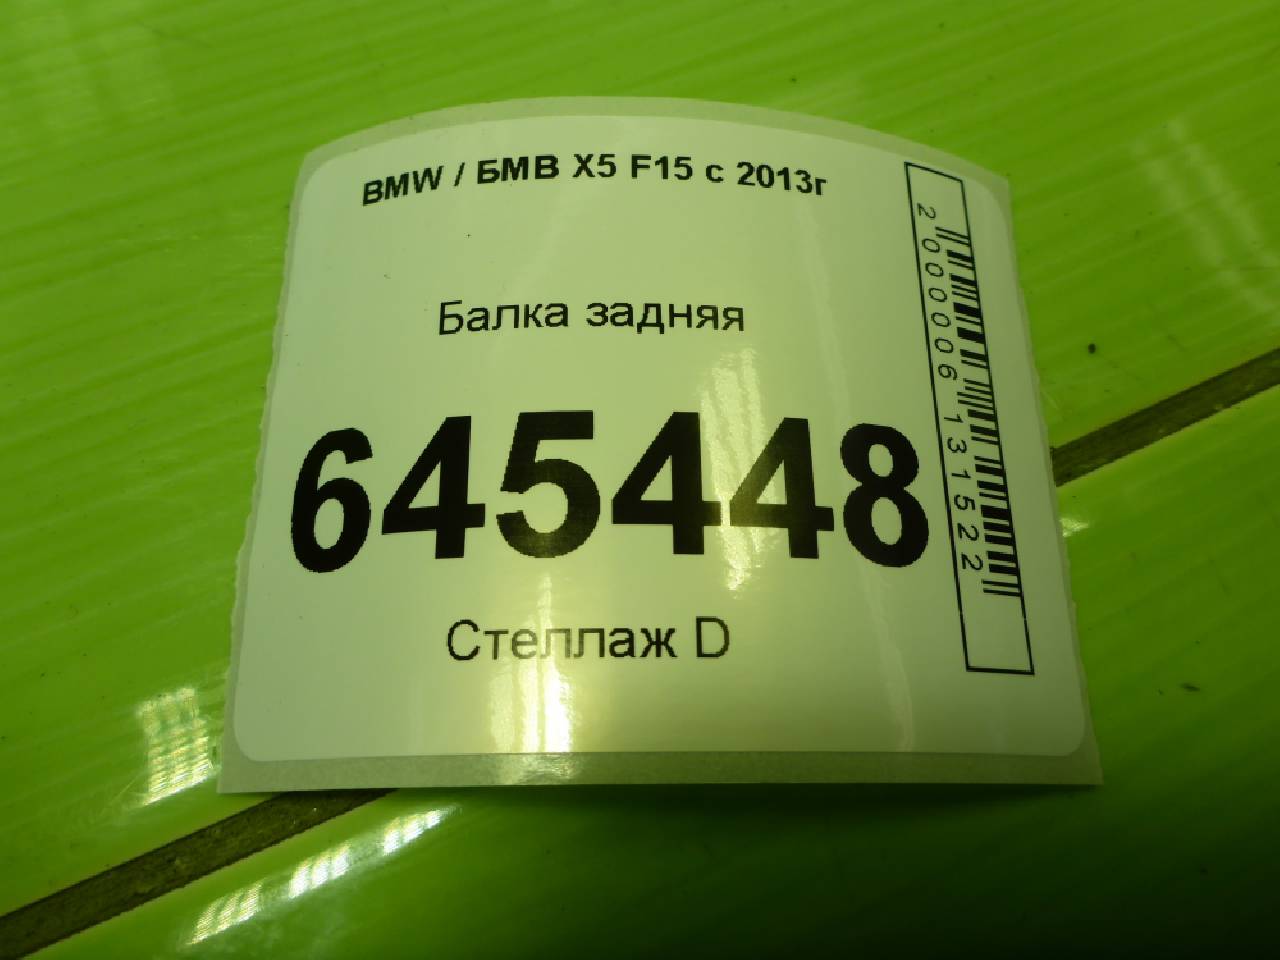 BMW / БМВ X5 F15 с 2013г
Балка задняя
645448
Стеллаж D
2000006131522